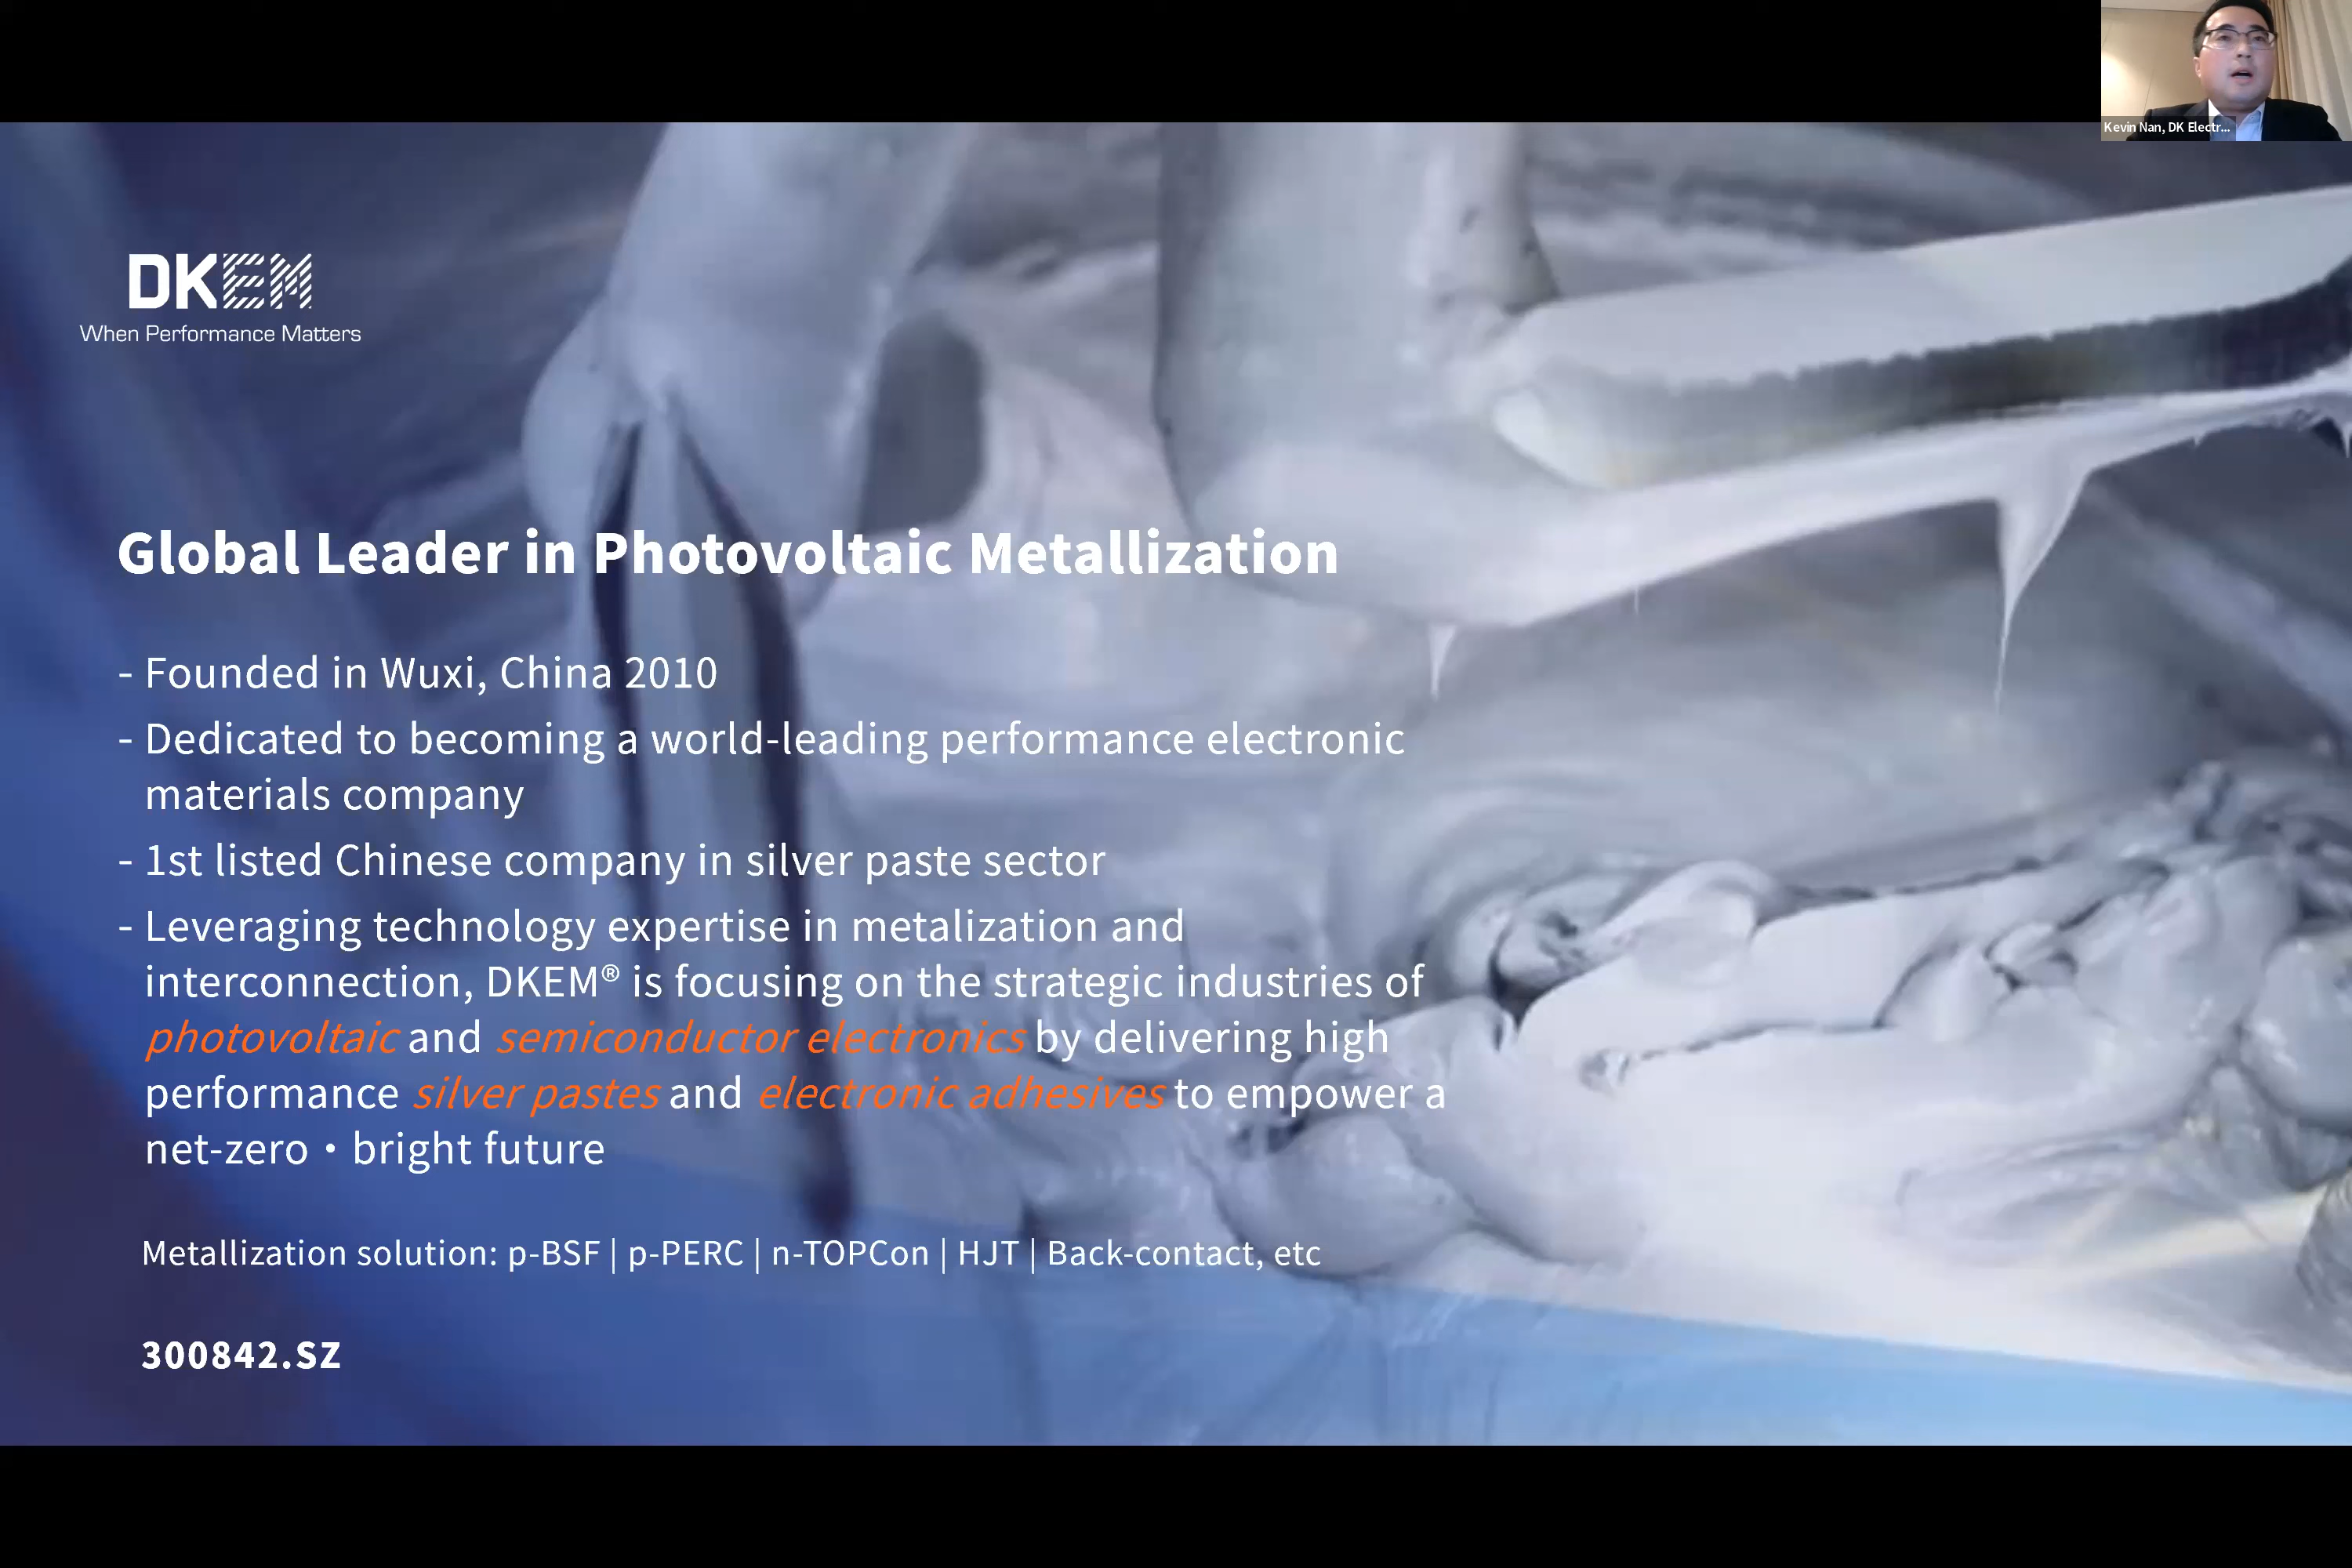 Kevin Nan, DK Electr...
DKEM
When Performance Matters
Global Leader in Photovoltaic Metallization
- Founded in Wuxi, China 2010
- Dedicated to becoming a world-leading performance electronic
materials company
- 1st listed Chinese company in silver paste sector
- Leveraging technology expertise in metalization and
interconnection, DKEM® is focusing on the strategic industries of
photovoltaic and semiconductor electronics by delivering high
performance silver pastes and electronic adhesives to empower a
net-zero・bright future
Metallization solution: p-BSF | p-PERC | n-TOPCon | HJT | Back-contact, etc
300842.SZ